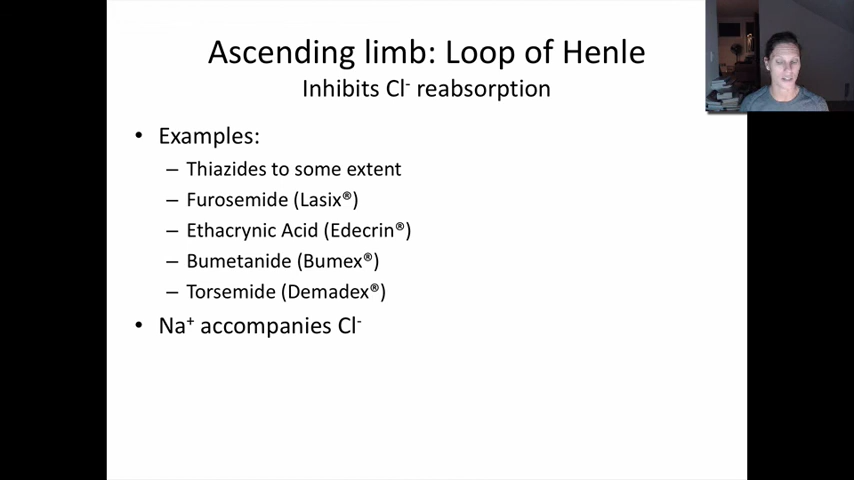 Ascending limb: Loop of Henle
Inhibits Cl⁻ reabsorption
• Examples:
– Thiazides to some extent
– Furosemide (Lasix®)
– Ethacrynic Acid (Edecrin®)
– Bumetanide (Bumex®)
– Torsemide (Demadex®)
• Na⁺ accompanies Cl⁻